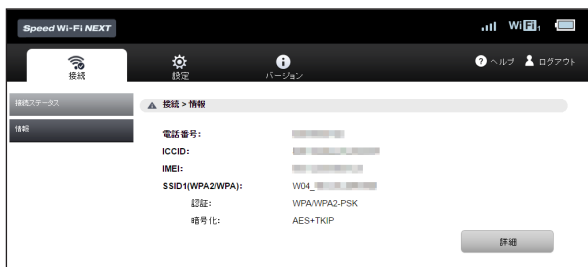 Speed Wi-Fi NEXT
WiFi 1
接続
設定
バージョン
ヘルプ
ログアウト
接続ステータス
情報
接続 > 情報
電話番号:
ICCID:
IMEI:
SSID1(WPA2/WPA): W04_
認証: WPA/WPA2-PSK
暗号化: AES+TKIP
詳細